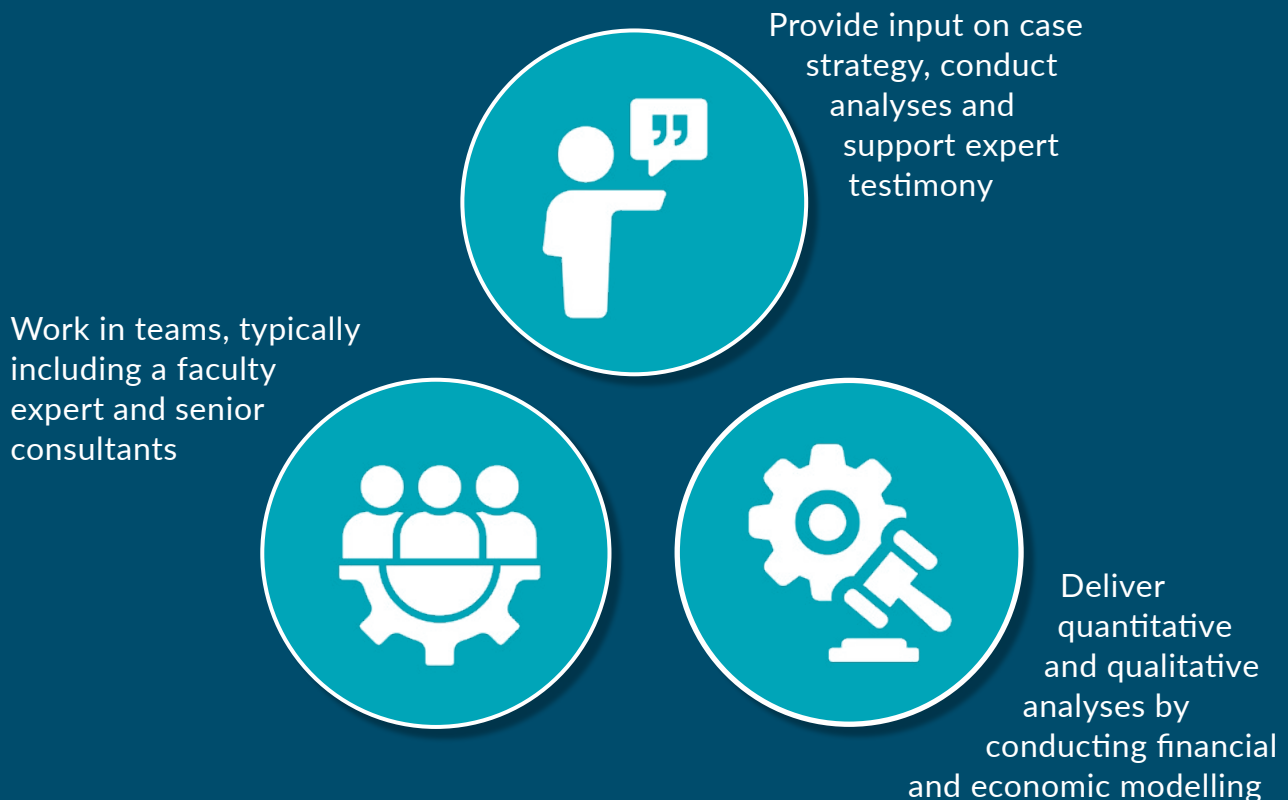 Provide input on case
strategy, conduct
analyses and
support expert
testimony
Work in teams, typically
including a faculty
expert and senior
consultants
Deliver
quantitative
and qualitative
analyses by
conducting financial
and economic modelling